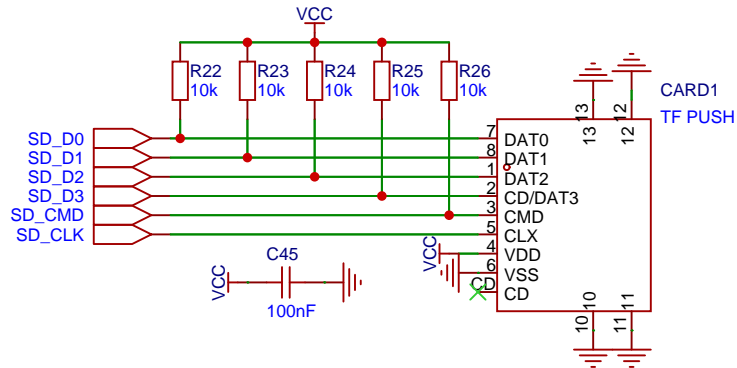 VCC
R22
10k
R23
10k
R24
10k
R25
10k
R26
10k
CARD1
TF PUSH
13
12
13
12
SD_D0
7
DAT0
SD_D1
8
DAT1
SD_D2
1
DAT2
SD_D3
2
CD/DAT3
SD_CMD
3
CMD
SD_CLK
5
CLX
VCC
4
VDD
6
VSS
CD
CD
VCC
C45
100nF
10
11
10
11